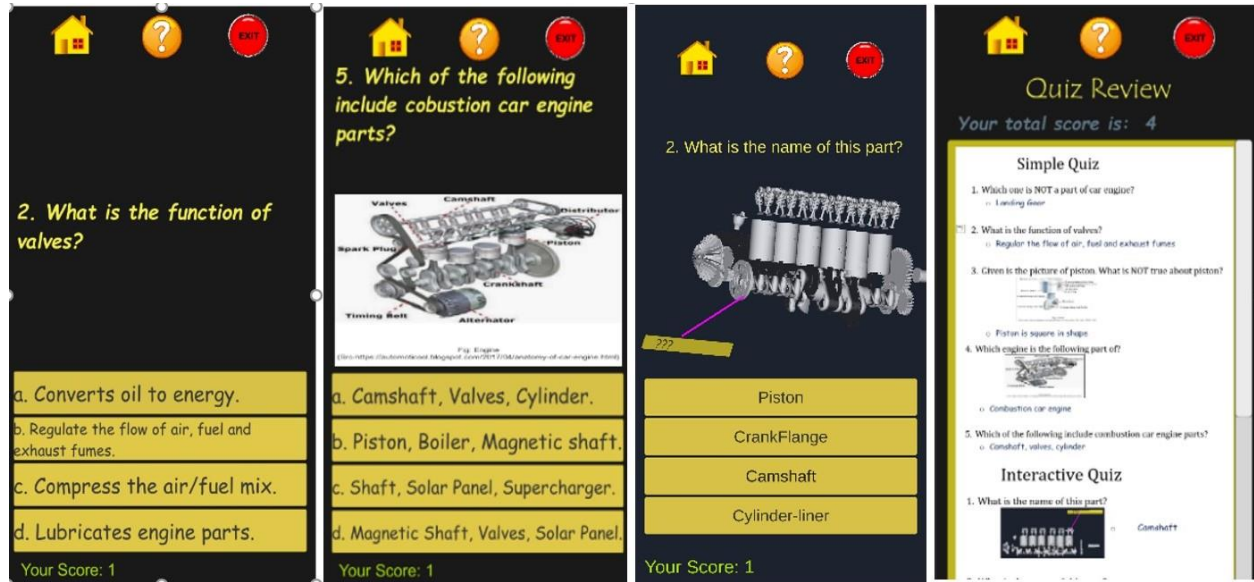 EXIT
2. What is the function of
valves?
a. Converts oil to energy.
b. Regulate the flow of air, fuel and
exhaust fumes.
c. Compress the air/fuel mix.
d. Lubricates engine parts.
Your Score: 1
EXIT
5. Which of the following
include cobustion car engine
parts?
Valves
Camshaft
Distributor
Spark Plug
Piston
Crankshaft
Timing Belt
Alternator
Fig: Engine
a. Camshaft, Valves, Cylinder.
b. Piston, Boiler, Magnetic shaft.
c. Shaft, Solar Panel, Supercharger.
d. Magnetic Shaft, Valves, Solar Panel.
Your Score: 1
EXIT
2. What is the name of this part?
???
Piston
CrankFlange
Camshaft
Cylinder-liner
Your Score: 1
EXIT
Quiz Review
Your total score is: 4
Simple Quiz
1. Which one is NOT a part of car engine?
Landing Gear
2. What is the function of valves?
Regular the flow of air, fuel and exhaust fumes
3. Given is the picture of piston. What is NOT true about piston?
Piston is square in shape
4. Which engine is the following part of?
Combustion car engine
5. Which of the following include combustion car engine parts?
Camshaft, valves, cylinder
Interactive Quiz
1. What is the name of this part?
Camshaft